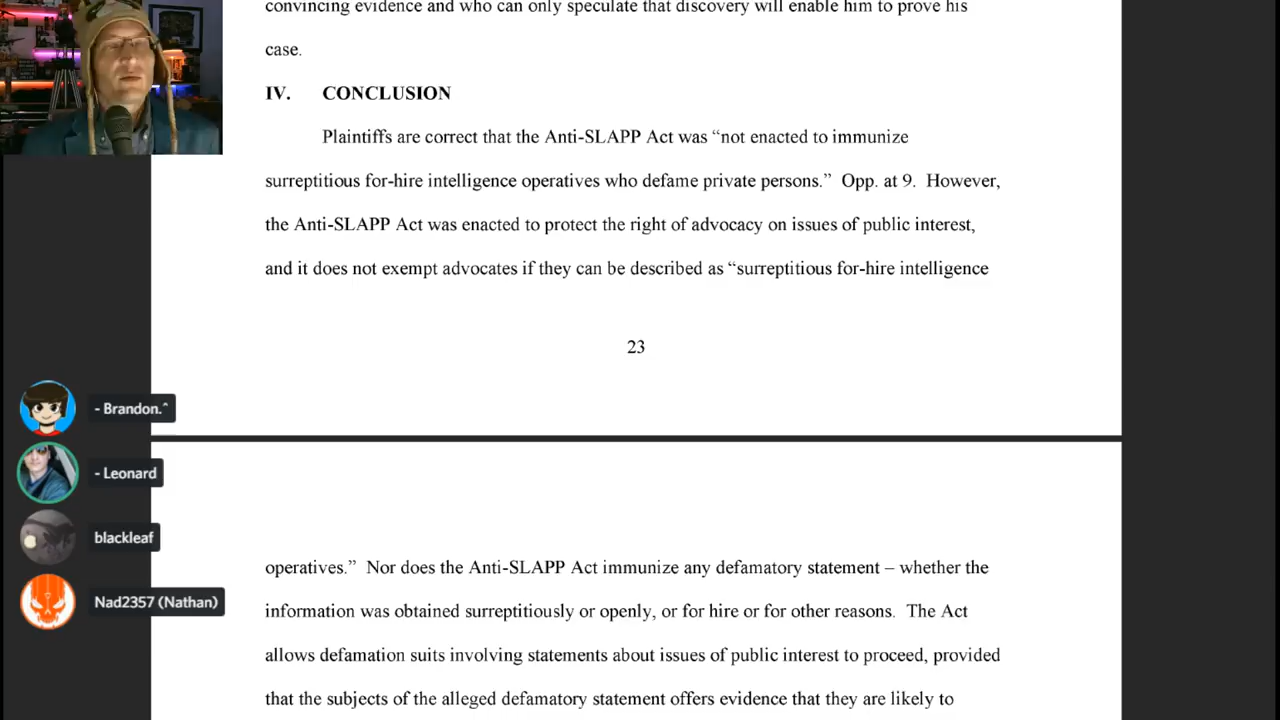 convincing evidence and who can only speculate that discovery will enable him to prove his
case.
IV. CONCLUSION
Plaintiffs are correct that the Anti-SLAPP Act was “not enacted to immunize
surreptitious for-hire intelligence operatives who defame private persons.” Opp. at 9. However,
the Anti-SLAPP Act was enacted to protect the right of advocacy on issues of public interest,
and it does not exempt advocates if they can be described as “surreptitious for-hire intelligence
23
- Brandon.^
- Leonard
blackleaf
Nad2357 (Nathan)
operatives.” Nor does the Anti-SLAPP Act immunize any defamatory statement – whether the
information was obtained surreptitiously or openly, or for hire or for other reasons. The Act
allows defamation suits involving statements about issues of public interest to proceed, provided
that the subjects of the alleged defamatory statement offers evidence that they are likely to